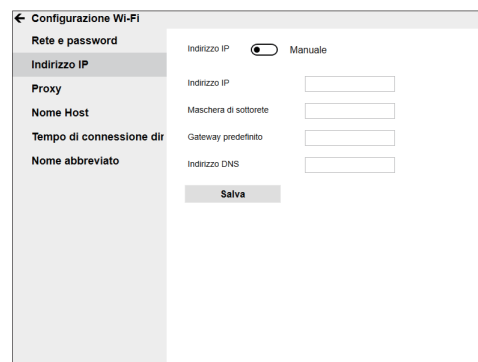 Configurazione Wi-Fi
Rete e password
Indirizzo IP
Proxy
Nome Host
Tempo di connessione dir
Nome abbreviato
Indirizzo IP Manuale
Indirizzo IP
Maschera di sottorete
Gateway predefinito
Indirizzo DNS
Salva